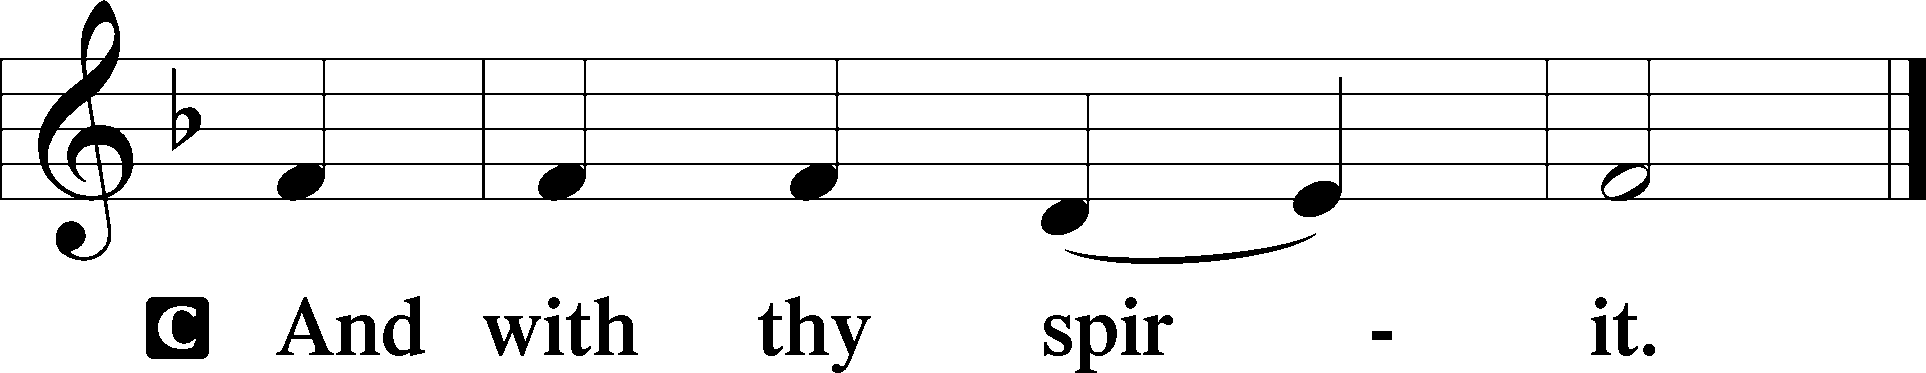 C And with thy spir - it.